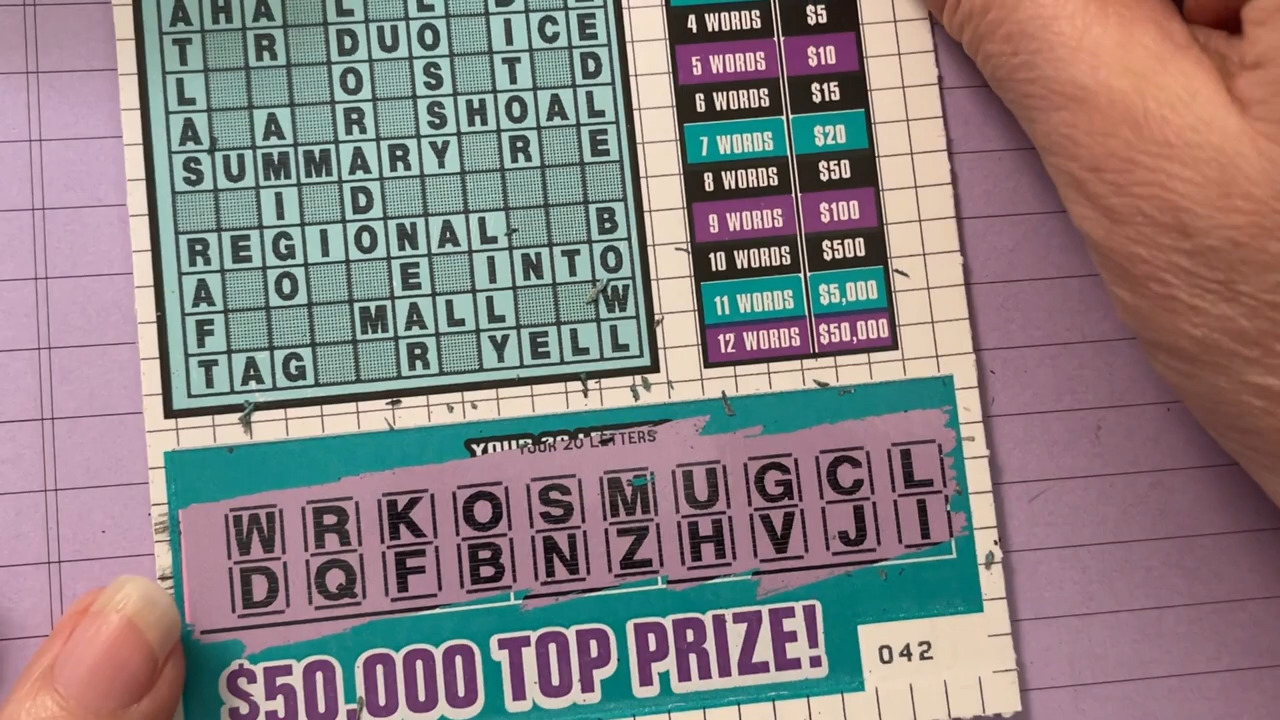 AHA
4 WORDS $5
T R DUO ICE
5 WORDS $10
L O S T D
6 WORDS $15
A A R SHOAL
7 WORDS $20
SUMMARY R E
8 WORDS $50
I D B
9 WORDS $100
REGIONAL O
10 WORDS $500
A O E INTO
11 WORDS $5,000
F MALL W
12 WORDS $50,000
TAG R YELL
YOUR 20 LETTERS
W R K O S M U G C L
D Q F B N Z H V J I
$50,000 TOP PRIZE!
042